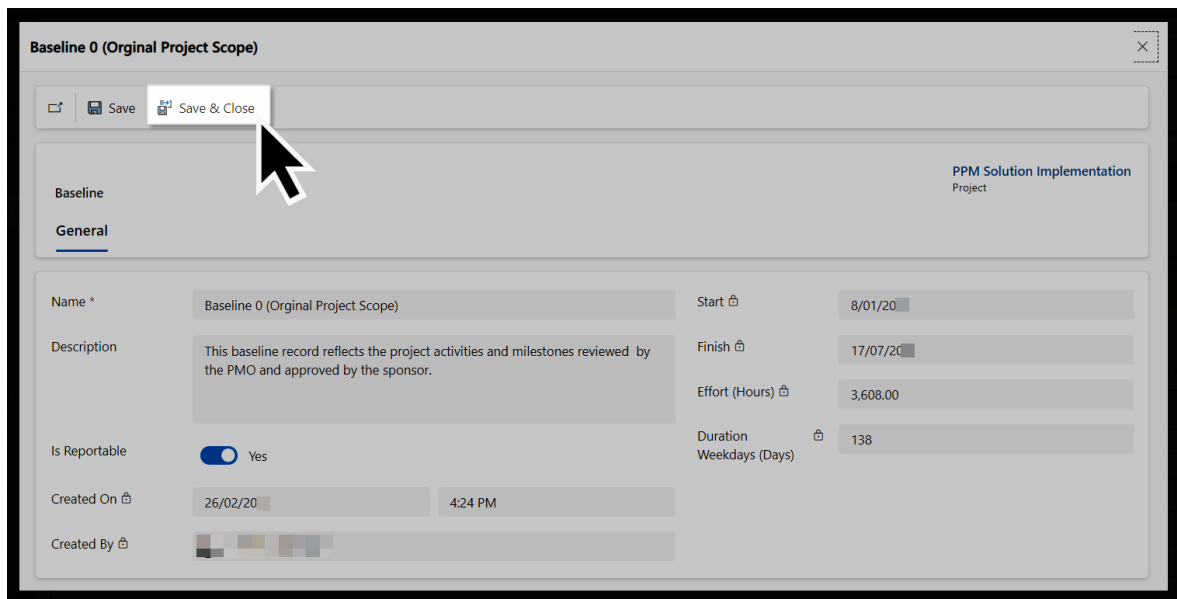 Baseline 0 (Orginal Project Scope)
Save
Save & Close
PPM Solution Implementation
Project
Baseline
General
Name *
Baseline 0 (Orginal Project Scope)
Description
This baseline record reflects the project activities and milestones reviewed by
the PMO and approved by the sponsor.
Is Reportable
Yes
Created On
26/02/20
4:24 PM
Created By
Start
8/01/20
Finish
17/07/20
Effort (Hours)
3,608.00
Duration
Weekdays (Days)
138